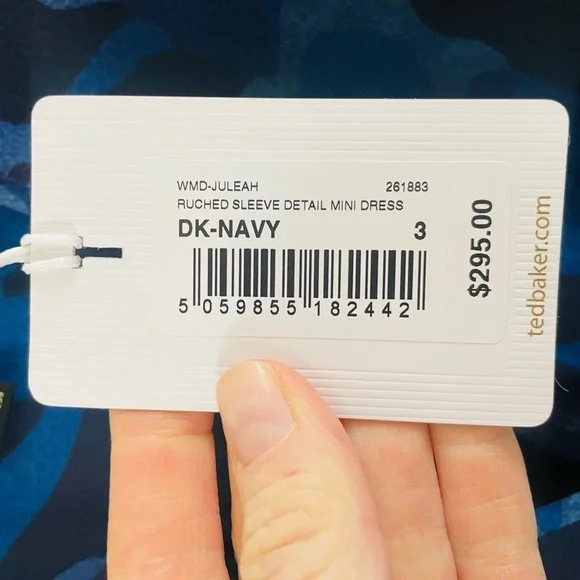 WMD-JULEAH 261883
RUCHED SLEEVE DETAIL MINI DRESS
DK-NAVY 3
5 059855 182442
$295.00
tedbaker.com